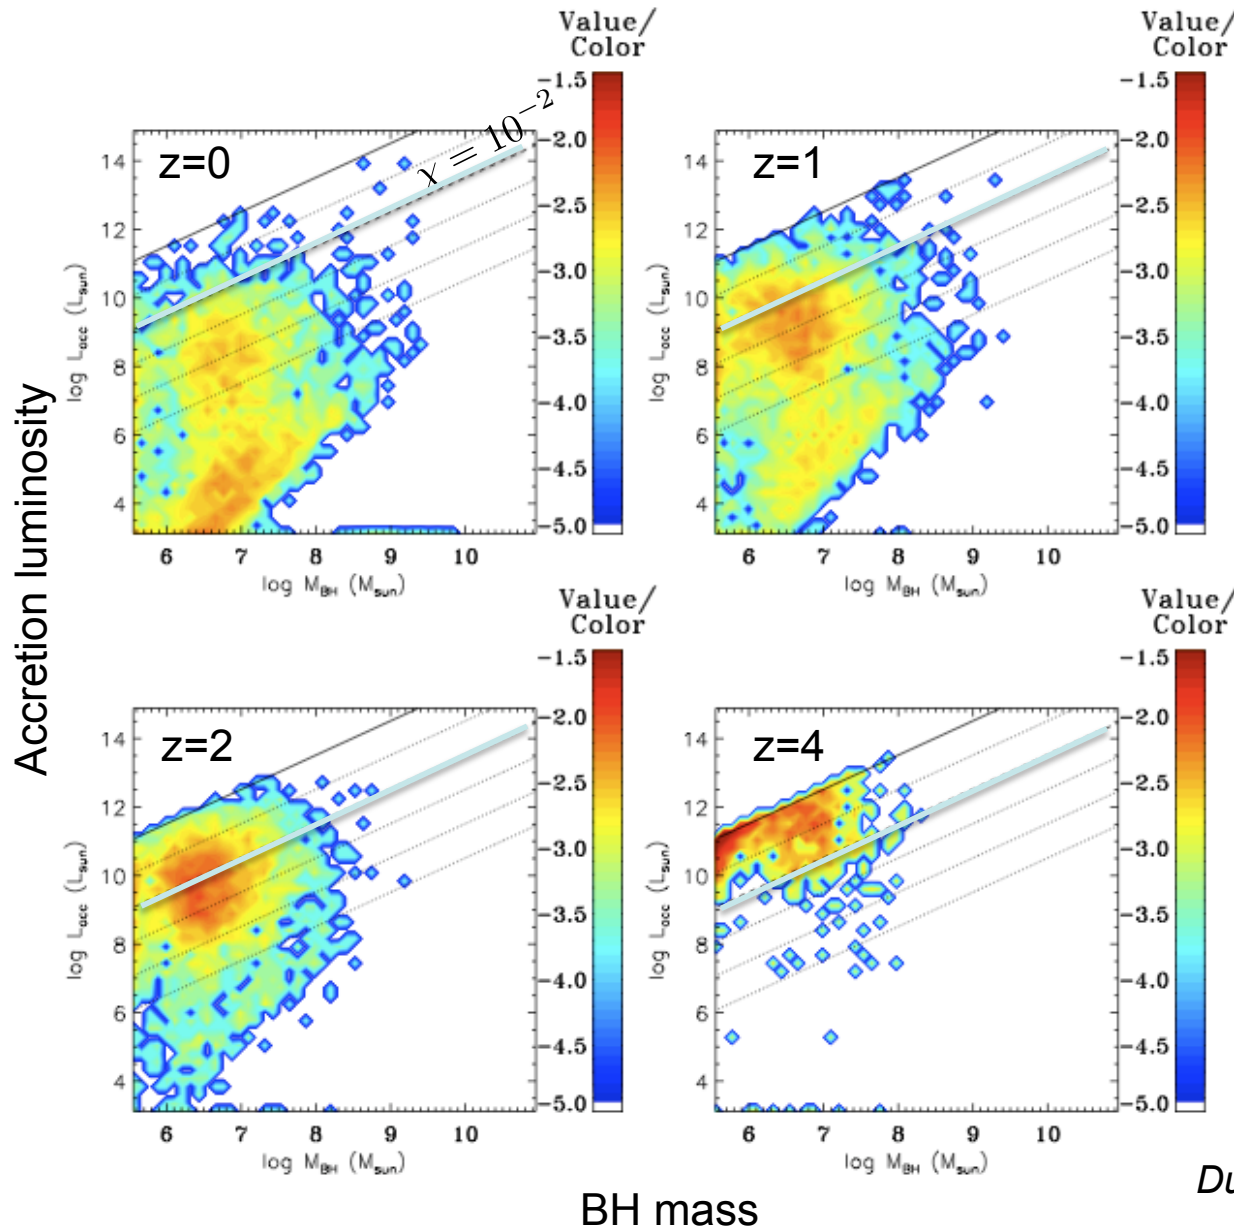 Value/
Color
Value/
Color
z=0
χ = 10⁻²
z=1
14
12
10
8
6
4
6 7 8 9 10
log L_acc (L_sun)
log M_BH (M_sun)
−1.5
−2.0
−2.5
−3.0
−3.5
−4.0
−4.5
−5.0
14
12
10
8
6
4
6 7 8 9 10
log L_acc (L_sun)
log M_BH (M_sun)
−1.5
−2.0
−2.5
−3.0
−3.5
−4.0
−4.5
−5.0
Accretion luminosity
Value/
Color
Value/
Color
z=2
z=4
14
12
10
8
6
4
6 7 8 9 10
log L_acc (L_sun)
log M_BH (M_sun)
−1.5
−2.0
−2.5
−3.0
−3.5
−4.0
−4.5
−5.0
14
12
10
8
6
4
6 7 8 9 10
log L_acc (L_sun)
log M_BH (M_sun)
−1.5
−2.0
−2.5
−3.0
−3.5
−4.0
−4.5
−5.0
Du
BH mass